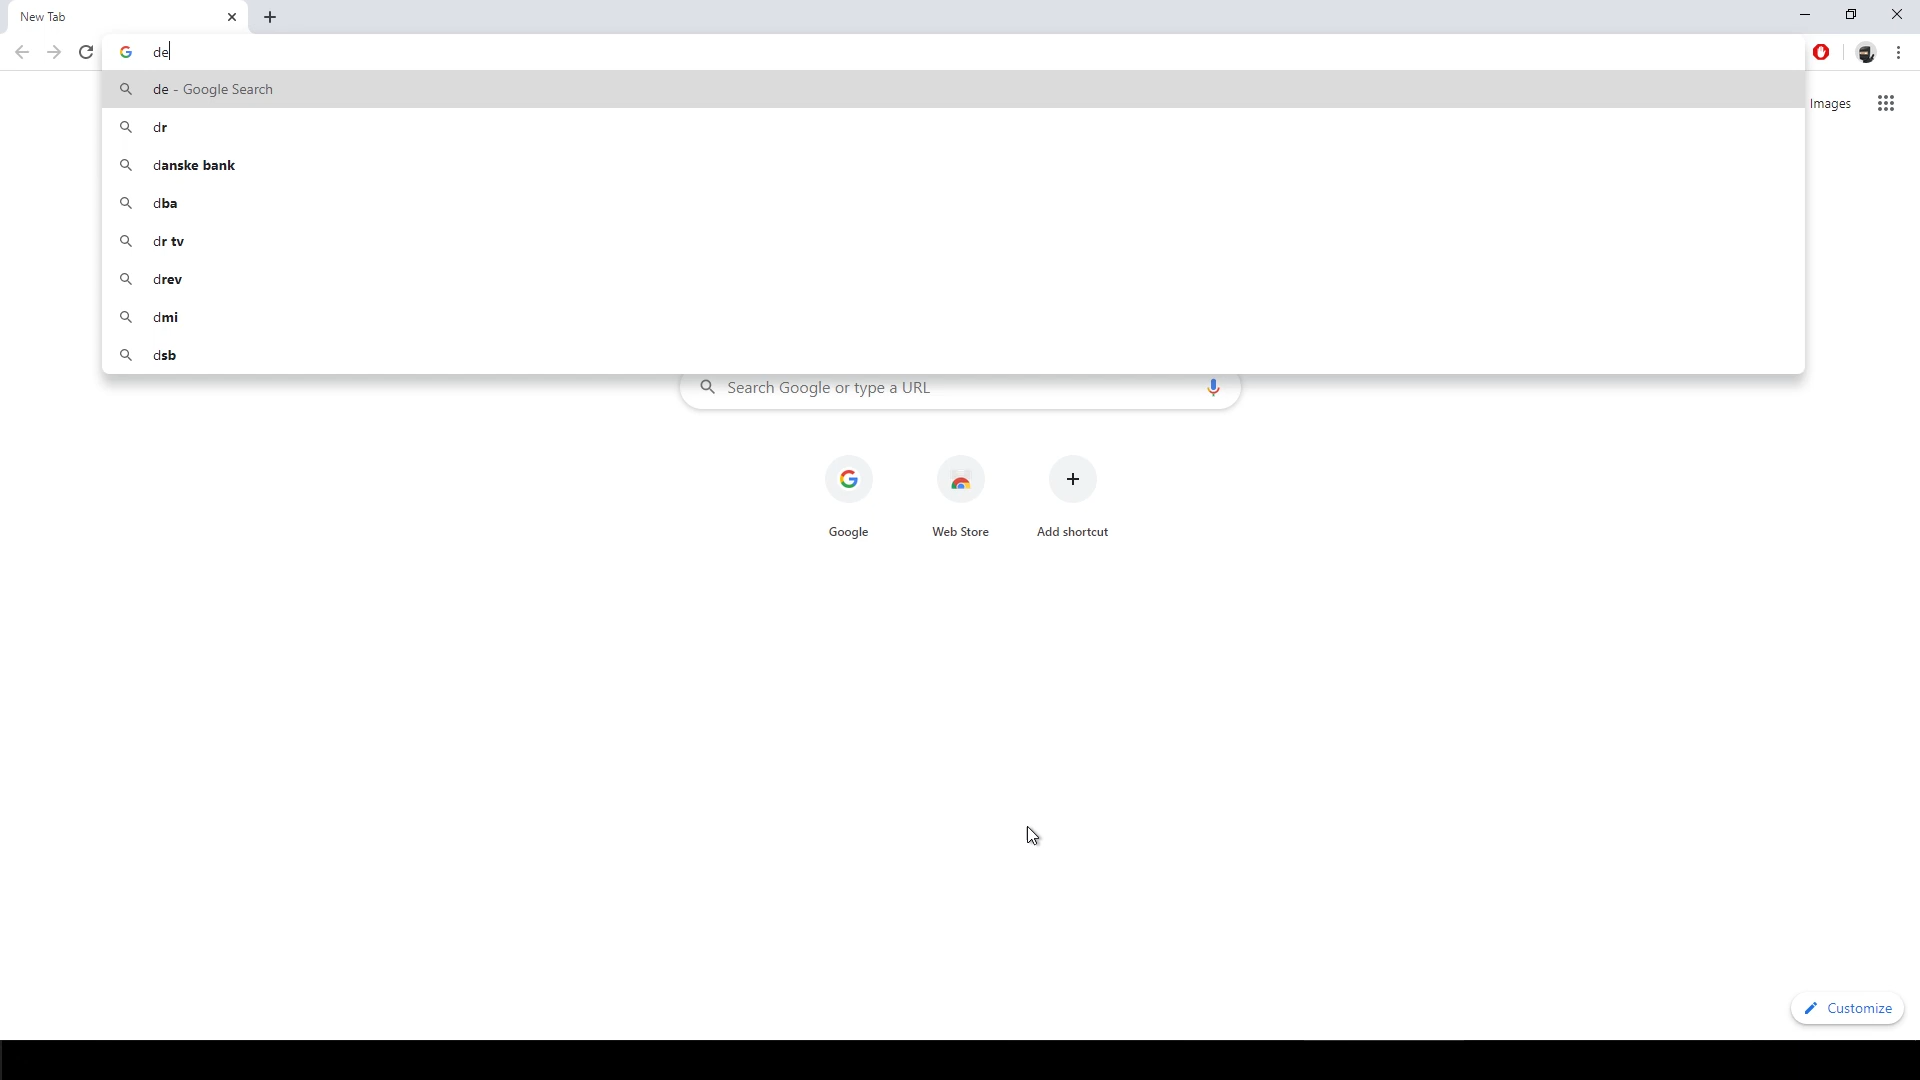 New Tab
de
de - Google Search
dr
danske bank
dba
dr tv
drev
dmi
dsb
Images
Search Google or type a URL
Google
Web Store
Add shortcut
Customize